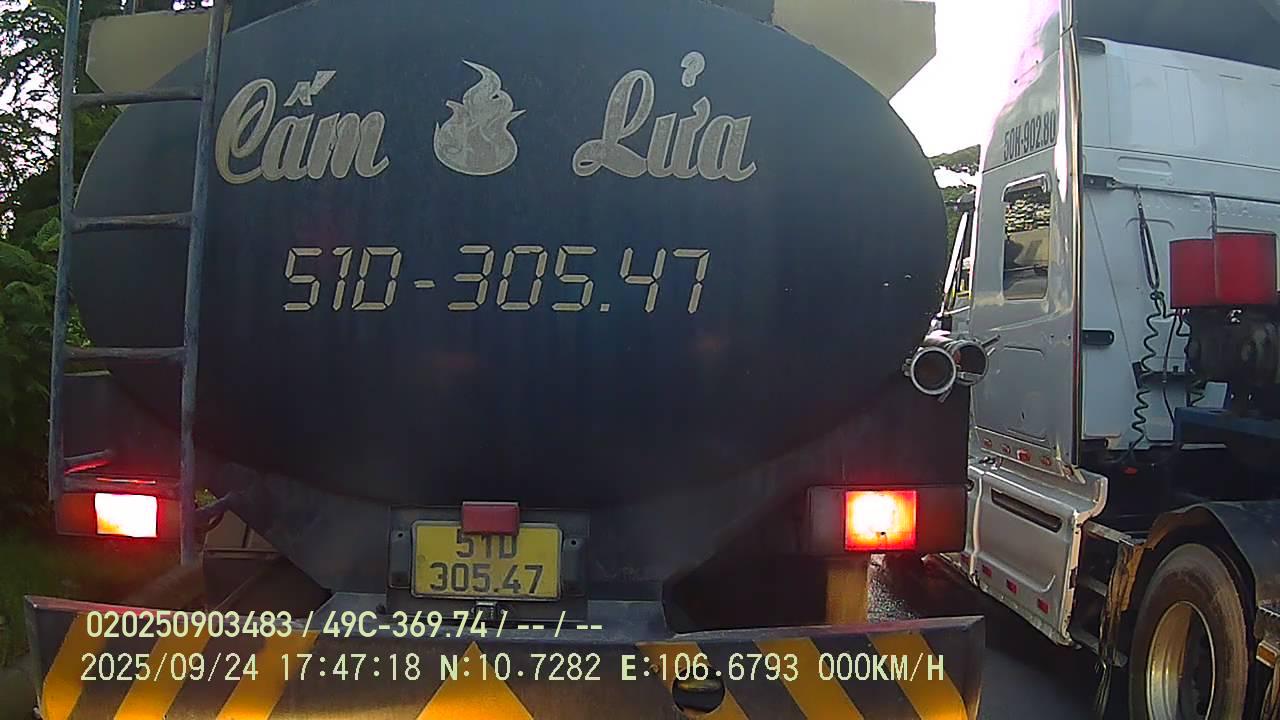 Cấm Lửa
51D-305.47
50H-902.80
51D
305.47
020250903483 / 49C-369.74 / -- / --
2025/09/24 17:47:18 N:10.7282 E:106.6793 000KM/H